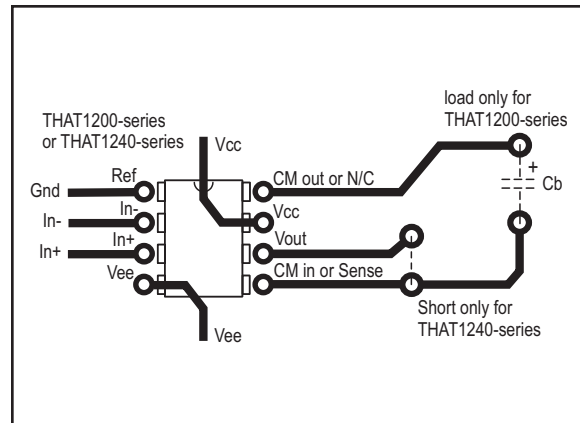 THAT1200-series
or THAT1240-series
Vcc
load only for
THAT1200-series
Ref
CM out or N/C
+
Cb
Gnd
In-
In-
Vcc
In+
In+
Vout
Vee
CM in or Sense
Short only for
THAT1240-series
Vee